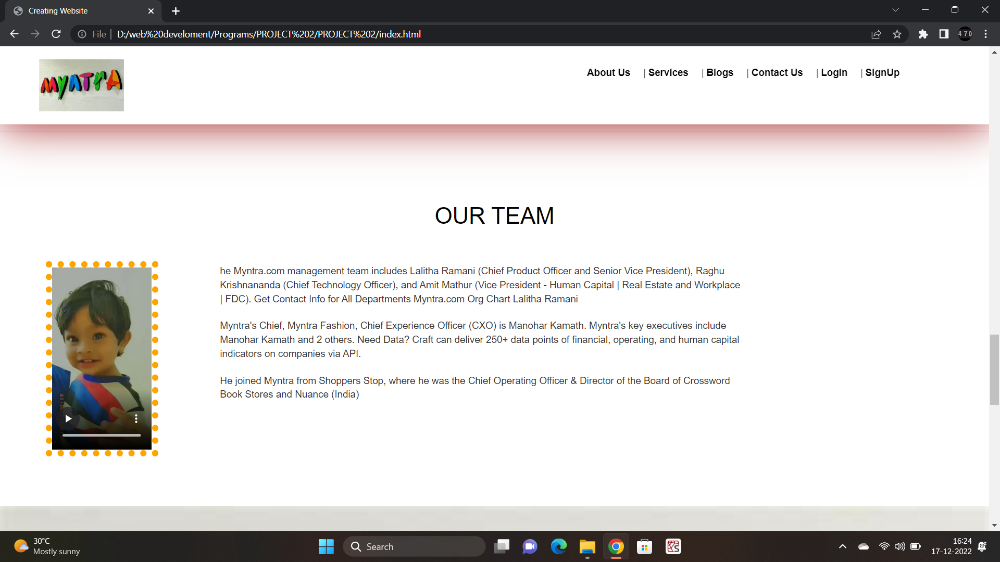 Creating Website
File | D:/web%20develoment/Programs/PROJECT%202/PROJECT%202/index.html
470
MyntrA
About Us | Services | Blogs | Contact Us | Login | SignUp
OUR TEAM
he Myntra.com management team includes Lalitha Ramani (Chief Product Officer and Senior Vice President), Raghu
Krishnananda (Chief Technology Officer), and Amit Mathur (Vice President - Human Capital | Real Estate and Workplace
| FDC). Get Contact Info for All Departments Myntra.com Org Chart Lalitha Ramani
Myntra's Chief, Myntra Fashion, Chief Experience Officer (CXO) is Manohar Kamath. Myntra's key executives include
Manohar Kamath and 2 others. Need Data? Craft can deliver 250+ data points of financial, operating, and human capital
indicators on companies via API.
He joined Myntra from Shoppers Stop, where he was the Chief Operating Officer & Director of the Board of Crossword
Book Stores and Nuance (India)
30°C
Mostly sunny
Search
16:24
17-12-2022